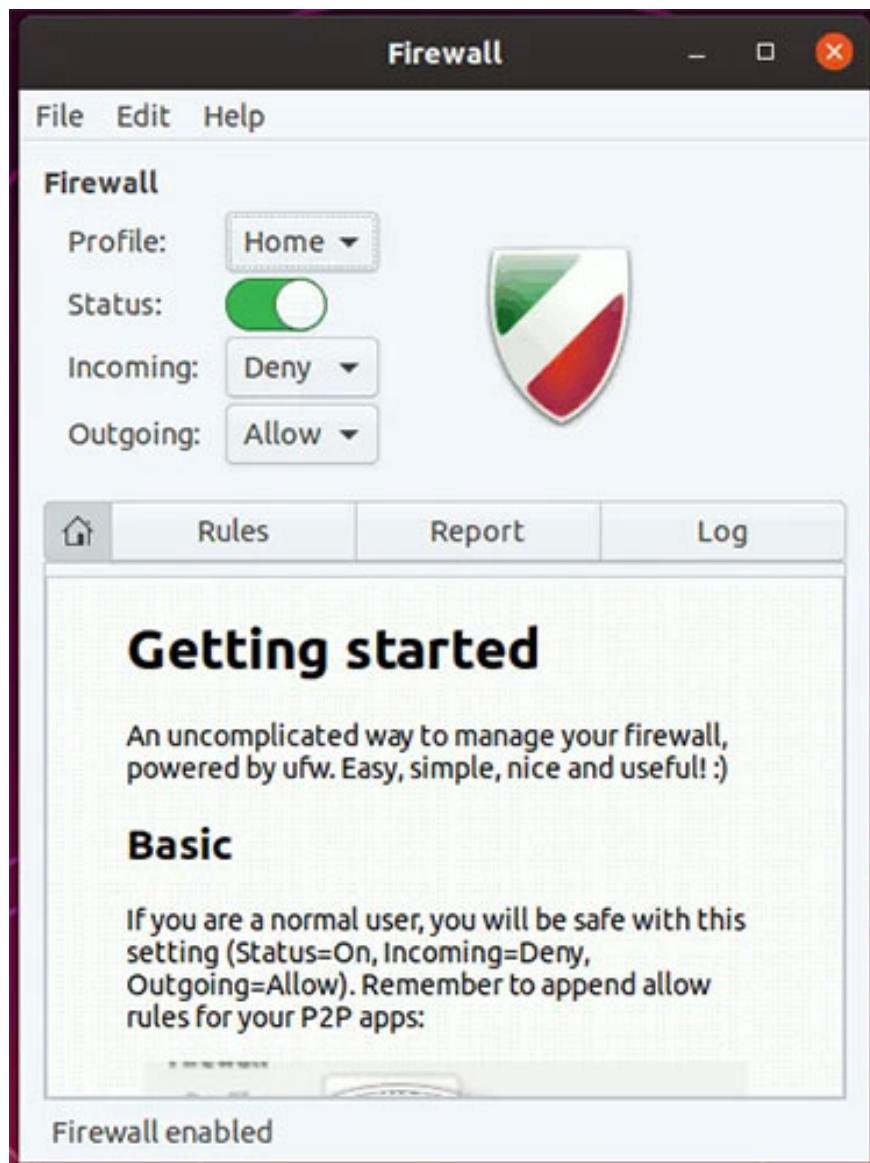 Firewall
File Edit Help
Firewall
Profile: Home
Status:
Incoming: Deny
Outgoing: Allow
Rules Report Log
Getting started
An uncomplicated way to manage your firewall,
powered by ufw. Easy, simple, nice and useful! :)
Basic
If you are a normal user, you will be safe with this
setting (Status=On, Incoming=Deny,
Outgoing=Allow). Remember to append allow
rules for your P2P apps:
Firewall enabled